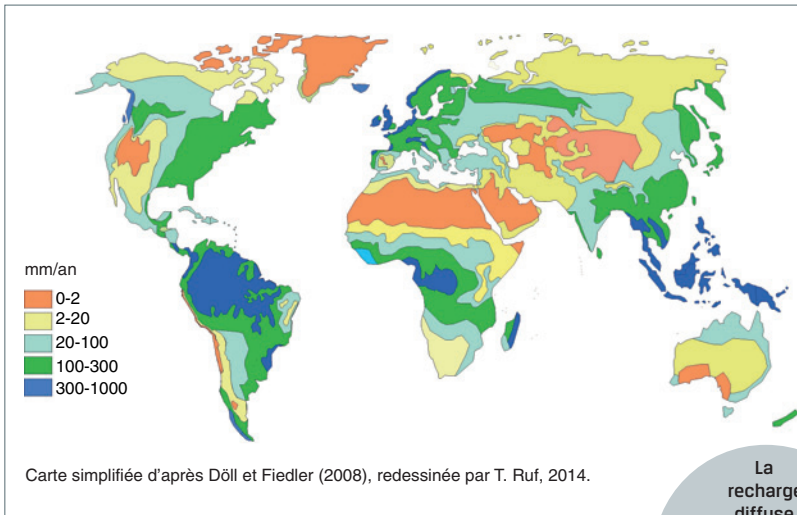 mm/an
0-2
2-20
20-100
100-300
300-1000
Carte simplifiée d'après Döll et Fiedler (2008), redessinée par T. Ruf, 2014.
La
recharge
diffuse